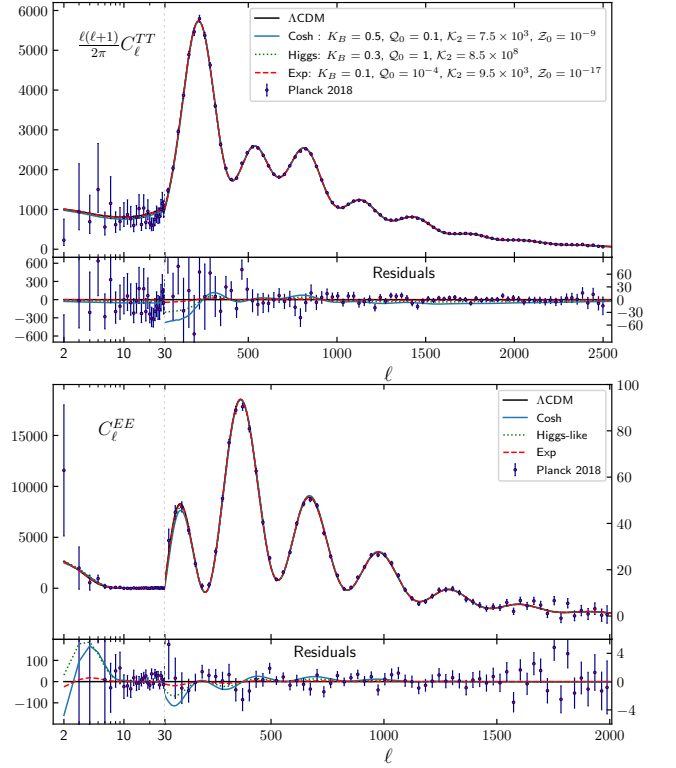 6000
5000
4000
3000
2000
1000
0
ℓ(ℓ+1)/2π C_ℓ^TT
ΛCDM
Cosh : K_B = 0.5, Q_0 = 0.1, K_2 = 7.5 × 10^3, Z_0 = 10^-9
Higgs: K_B = 0.3, Q_0 = 1, K_2 = 8.5 × 10^8
Exp: K_B = 0.1, Q_0 = 10^-4, K_2 = 9.5 × 10^3, Z_0 = 10^-17
Planck 2018
Residuals
600
300
0
−300
−600
60
30
0
−30
−60
2 10 30 500 1000 1500 2000 2500
ℓ
C_ℓ^EE
15000
10000
5000
0
ΛCDM
Cosh
Higgs-like
Exp
Planck 2018
100
80
60
40
20
0
Residuals
100
0
−100
4
0
−4
2 10 30 500 1000 1500 2000
ℓ